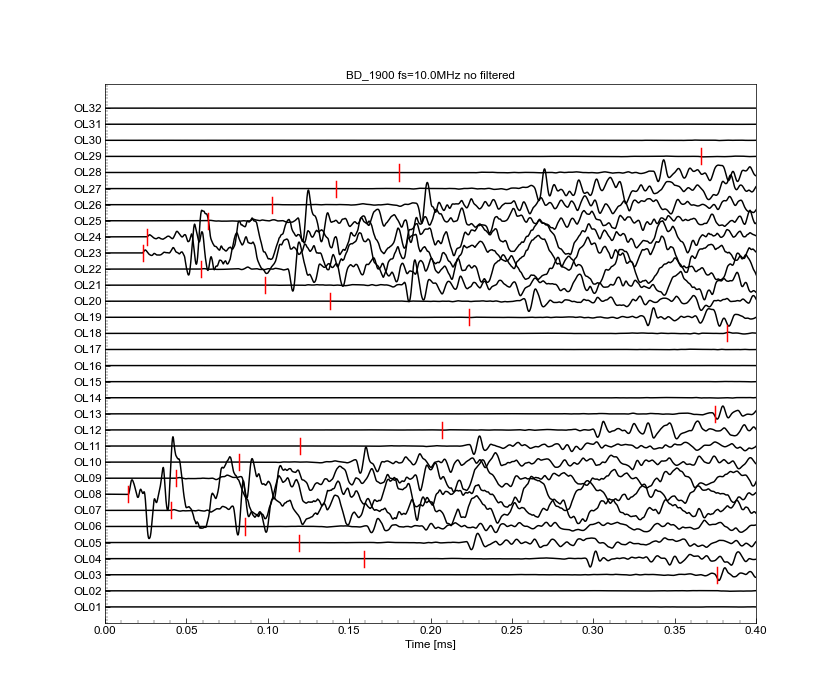 BD_1900 fs=10.0MHz no filtered
OL32
OL31
OL30
OL29
OL28
OL27
OL26
OL25
OL24
OL23
OL22
OL21
OL20
OL19
OL18
OL17
OL16
OL15
OL14
OL13
OL12
OL11
OL10
OL09
OL08
OL07
OL06
OL05
OL04
OL03
OL02
OL01
0.00 0.05 0.10 0.15 0.20 0.25 0.30 0.35 0.40
Time [ms]